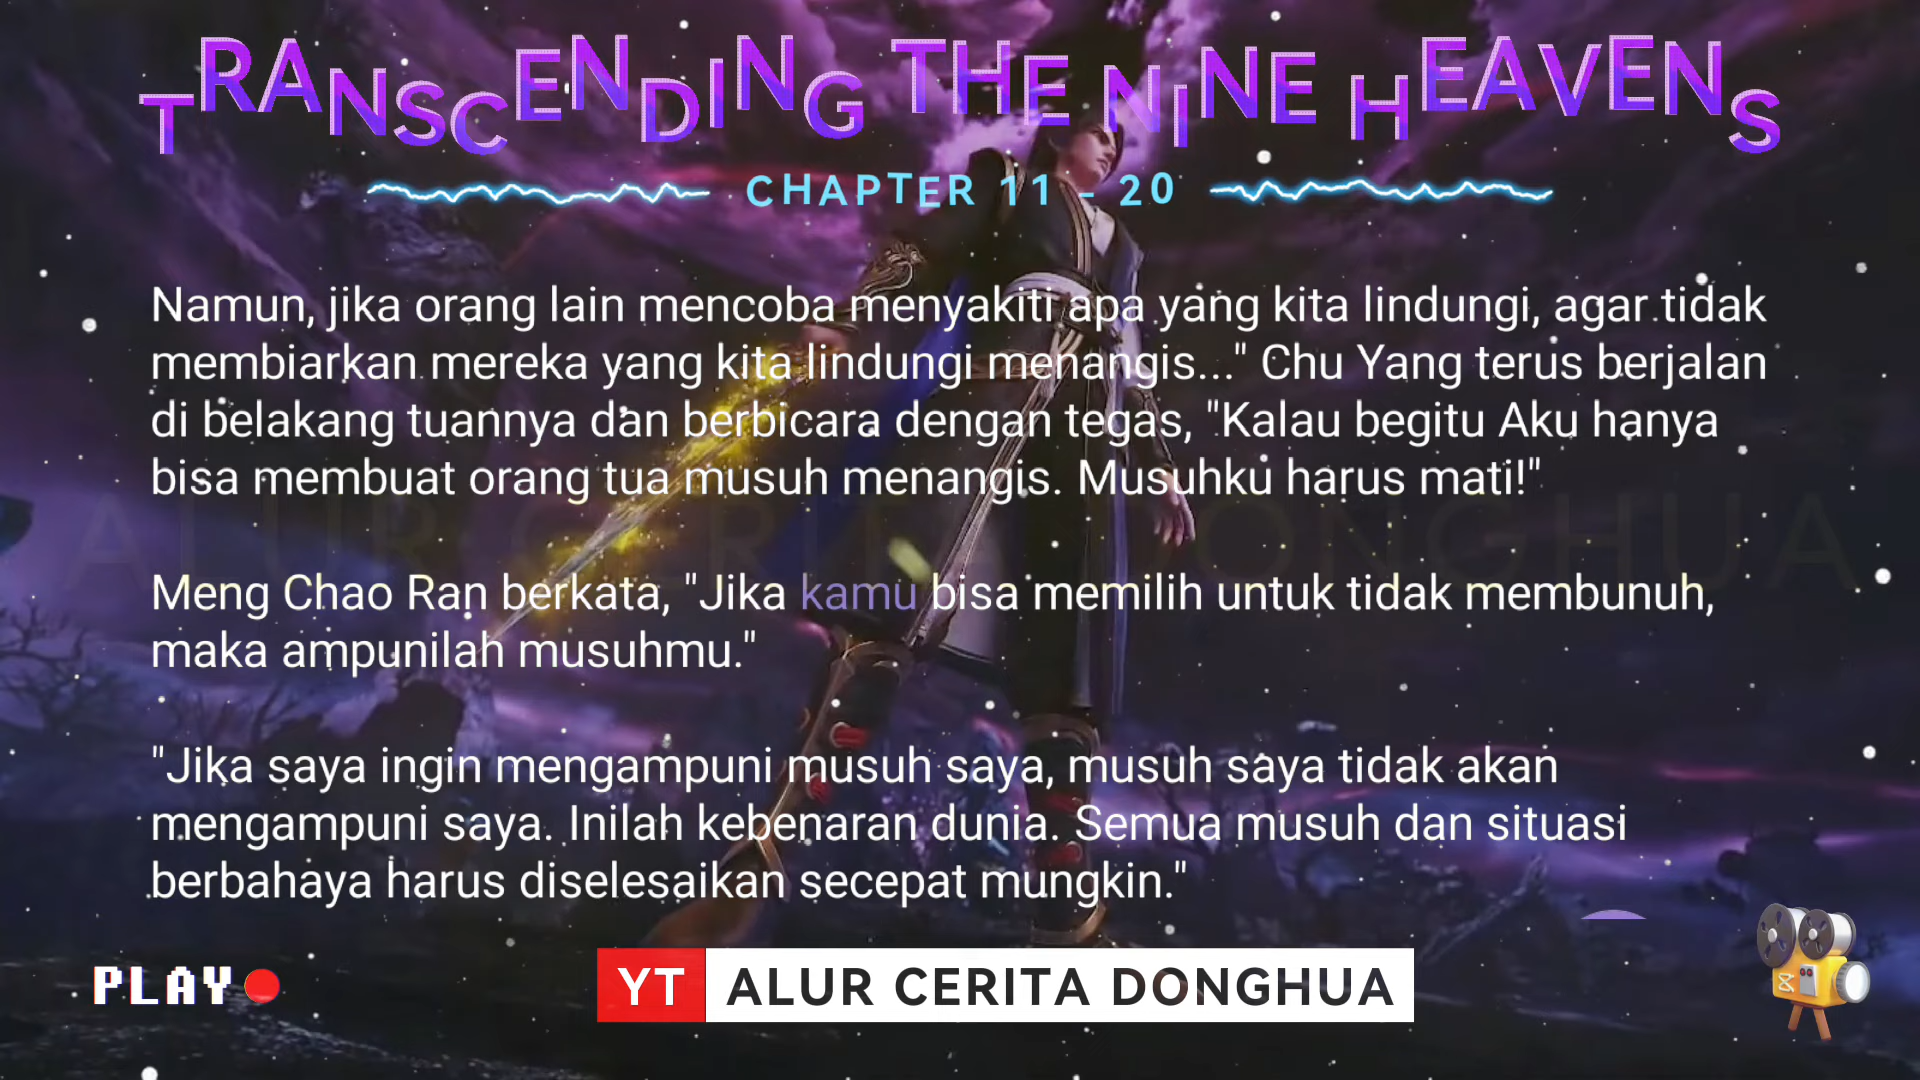 TRANSCENDING THE NINE HEAVENS
CHAPTER 11 - 20
Namun, jika orang lain mencoba menyakiti apa yang kita lindungi, agar tidak
membiarkan mereka yang kita lindungi menangis..." Chu Yang terus berjalan
di belakang tuannya dan berbicara dengan tegas, "Kalau begitu Aku hanya
bisa membuat orang tua musuh menangis. Musuhku harus mati!"
ALUR CERITA DONGHUA
Meng Chao Ran berkata, "Jika kamu bisa memilih untuk tidak membunuh,
maka ampunilah musuhmu."
"Jika saya ingin mengampuni musuh saya, musuh saya tidak akan
mengampuni saya. Inilah kebenaran dunia. Semua musuh dan situasi
berbahaya harus diselesaikan secepat mungkin."
PLAY
YT ALUR CERITA DONGHUA